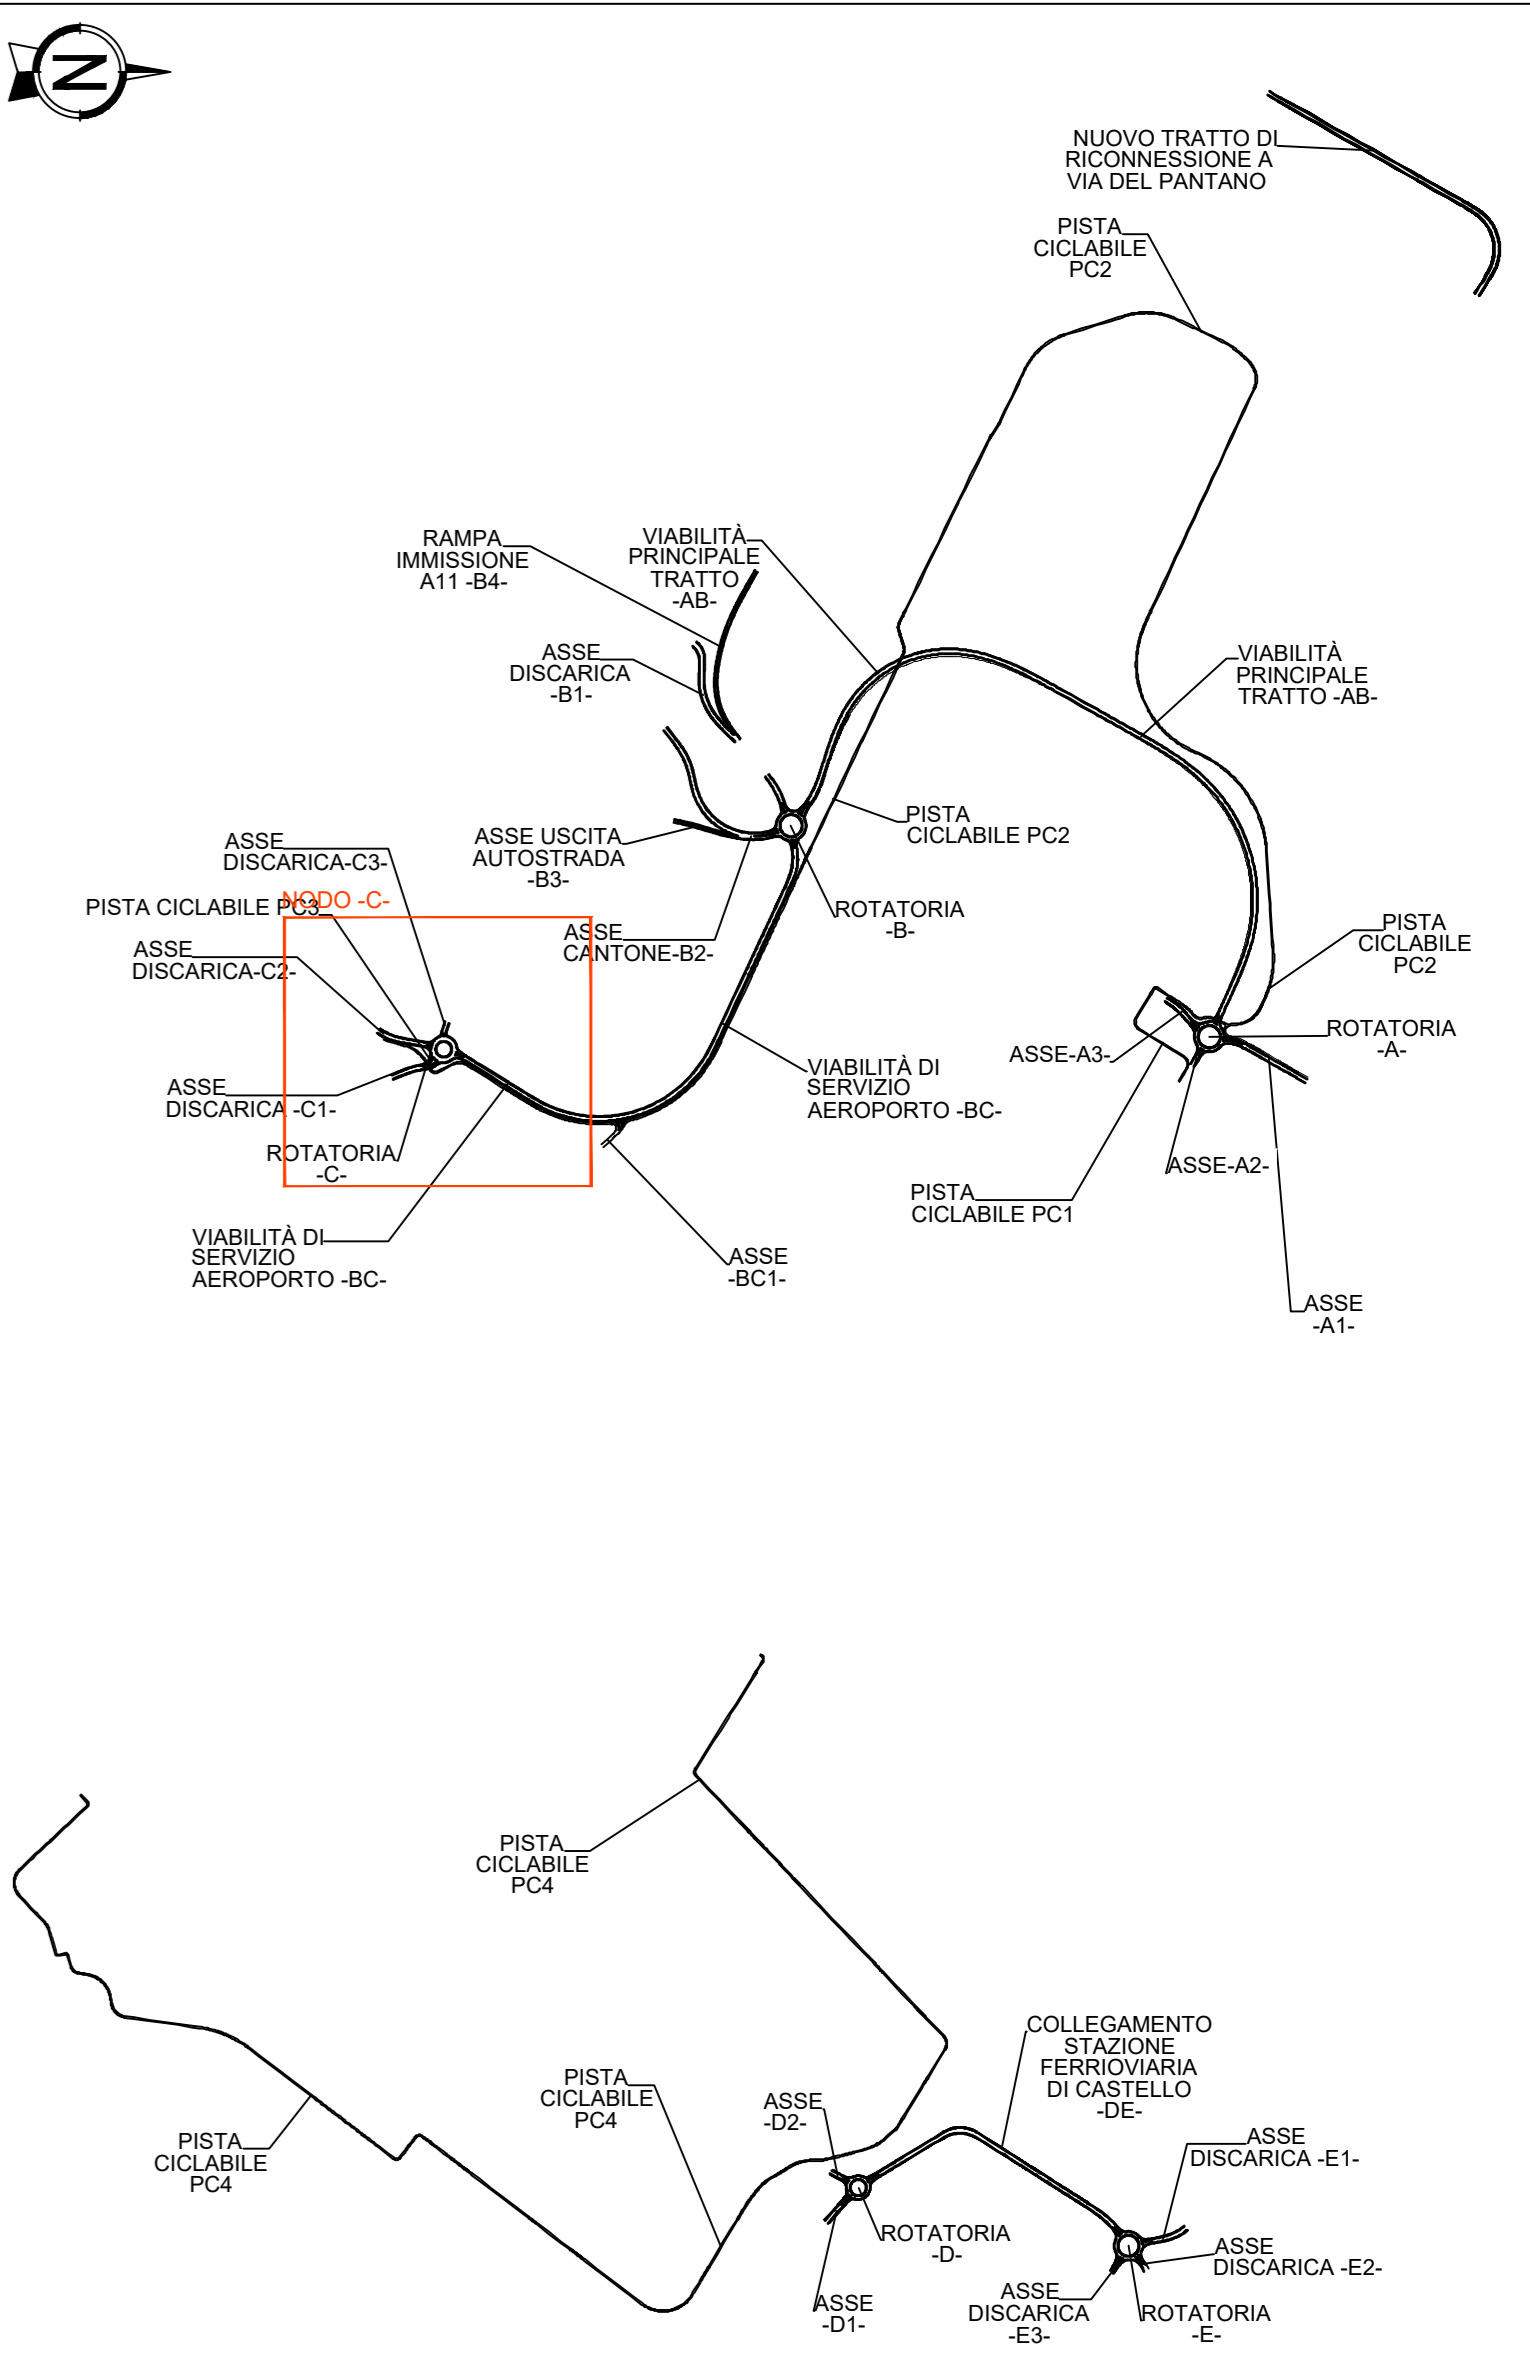 N
NUOVO TRATTO DI
RICONNESSIONE A
VIA DEL PANTANO
PISTA
CICLABILE
PC2
RAMPA
IMMISSIONE
A11 -B4-
VIABILITÀ
PRINCIPALE
TRATTO
-AB-
ASSE
DISCARICA
-B1-
VIABILITÀ
PRINCIPALE
TRATTO -AB-
PISTA
CICLABILE PC2
ASSE USCITA
AUTOSTRADA
-B3-
ASSE
DISCARICA-C3-
NODO -C-
PISTA CICLABILE PC3
ROTATORIA
-B-
ASSE
CANTONE-B2-
ASSE
DISCARICA-C2-
PISTA
CICLABILE
PC2
ROTATORIA
-A-
ASSE-A3-
VIABILITÀ DI
SERVIZIO
AEROPORTO -BC-
ASSE
DISCARICA -C1-
ROTATORIA
-C-
ASSE-A2-
PISTA
CICLABILE PC1
VIABILITÀ DI
SERVIZIO
AEROPORTO -BC-
ASSE
-BC1-
ASSE
-A1-
PISTA
CICLABILE
PC4
COLLEGAMENTO
STAZIONE
FERRIOVIARIA
DI CASTELLO
-DE-
PISTA
CICLABILE
PC4
ASSE
-D2-
PISTA
CICLABILE
PC4
ASSE
DISCARICA -E1-
ROTATORIA
-D-
ASSE
DISCARICA -E2-
ASSE
DISCARICA
-E3-
ASSE
-D1-
ROTATORIA
-E-